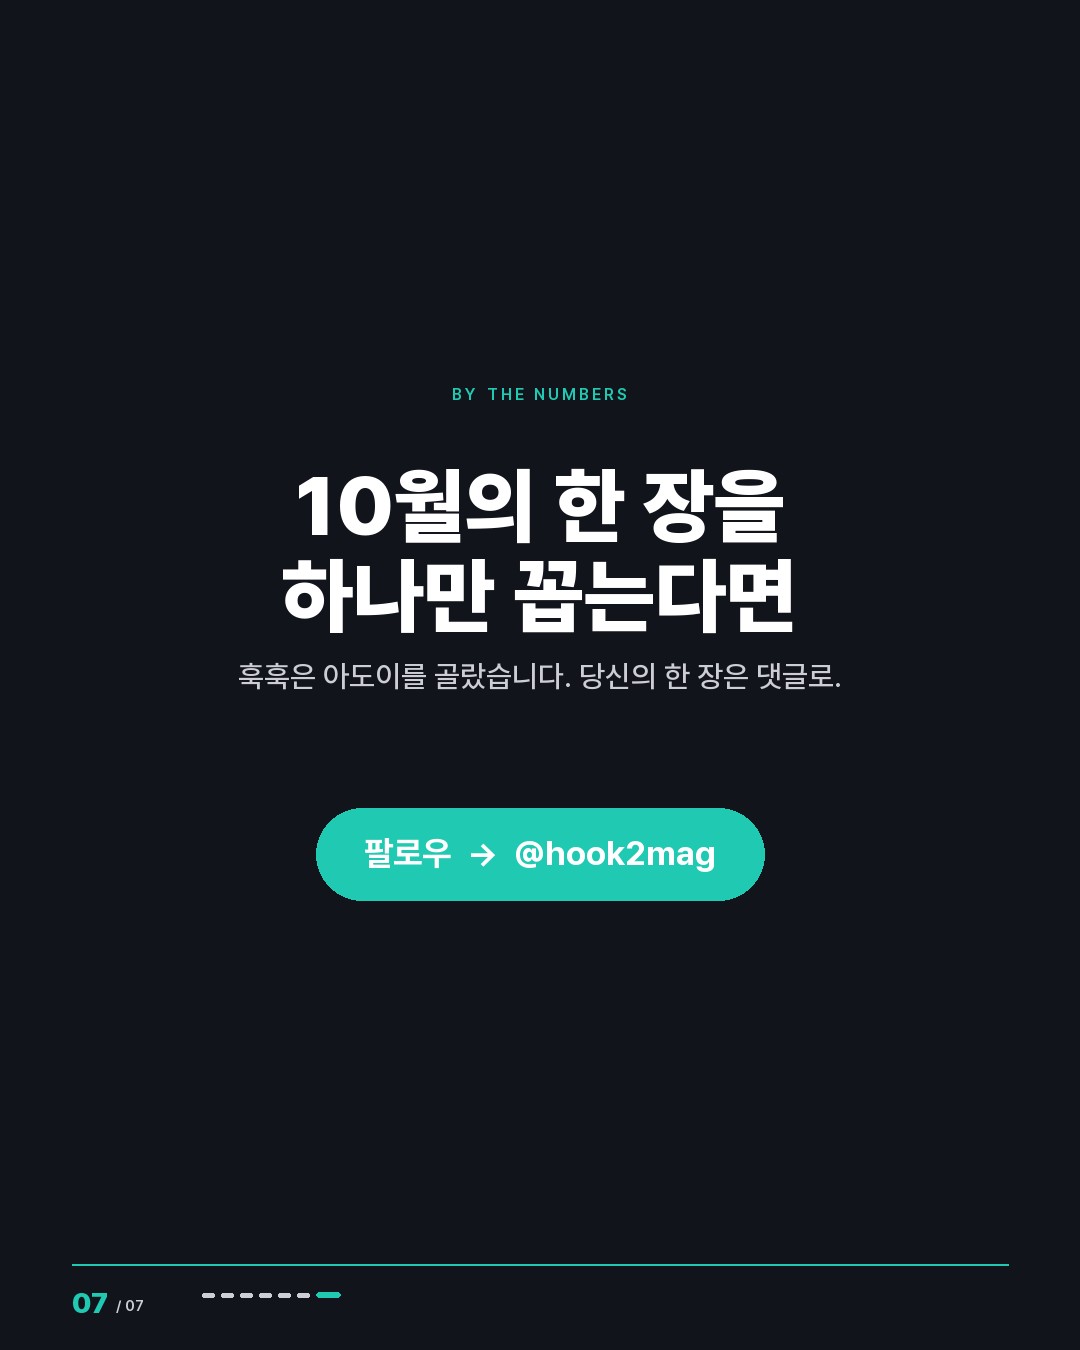 BY THE NUMBERS
10월의 한 장을
하나만 꼽는다면
훅훅은 아도이를 골랐습니다. 당신의 한 장은 댓글로.
팔로우 → @hook2mag
07 / 07